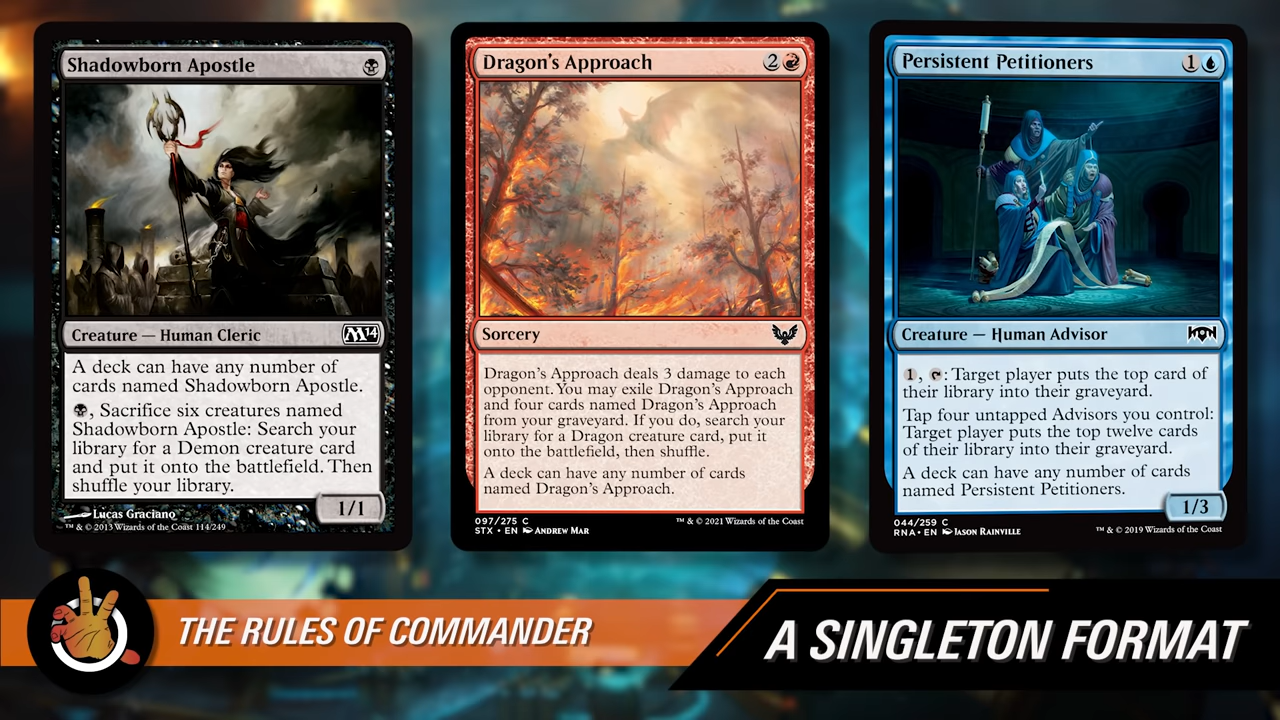 Shadowborn Apostle
Creature — Human Cleric
M14
A deck can have any number of
cards named Shadowborn Apostle.
, Sacrifice six creatures named
Shadowborn Apostle: Search your
library for a Demon creature card
and put it onto the battlefield. Then
shuffle your library.
1/1
Lucas Graciano
™ & © 2013 Wizards of the Coast 114/249
Dragon's Approach
2
Sorcery
Dragon's Approach deals 3 damage to each
opponent. You may exile Dragon's Approach
and four cards named Dragon's Approach
from your graveyard. If you do, search your
library for a Dragon creature card, put it
onto the battlefield, then shuffle.
A deck can have any number of cards
named Dragon's Approach.
097/275 C
STX • EN Andrew Mar
™ & © 2021 Wizards of the Coast
Persistent Petitioners
1
Creature — Human Advisor
1, : Target player puts the top card of
their library into their graveyard.
Tap four untapped Advisors you control:
Target player puts the top twelve cards
of their library into their graveyard.
A deck can have any number of cards
named Persistent Petitioners.
1/3
044/259 C
RNA • EN Jason Rainville
™ & © 2019 Wizards of the Coast
THE RULES OF COMMANDER
A SINGLETON FORMAT